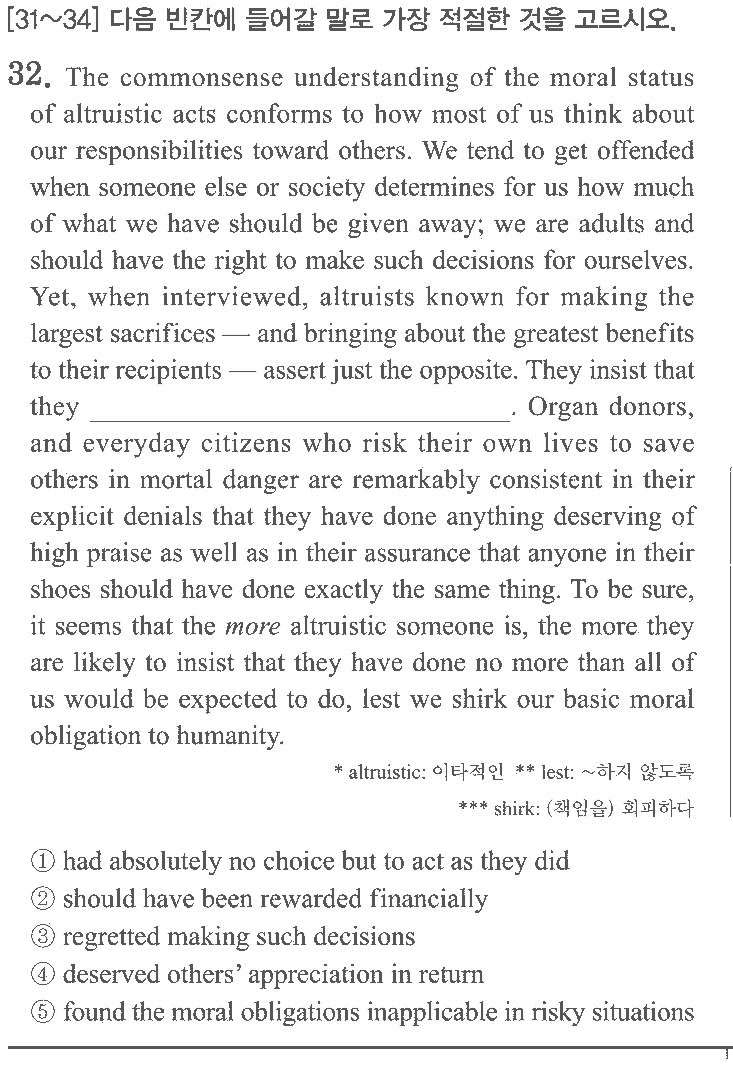 [31～34] 다음 빈칸에 들어갈 말로 가장 적절한 것을 고르시오.
32. The commonsense understanding of the moral status
of altruistic acts conforms to how most of us think about
our responsibilities toward others. We tend to get offended
when someone else or society determines for us how much
of what we have should be given away; we are adults and
should have the right to make such decisions for ourselves.
Yet, when interviewed, altruists known for making the
largest sacrifices — and bringing about the greatest benefits
to their recipients — assert just the opposite. They insist that
they ______________________________. Organ donors,
and everyday citizens who risk their own lives to save
others in mortal danger are remarkably consistent in their
explicit denials that they have done anything deserving of
high praise as well as in their assurance that anyone in their
shoes should have done exactly the same thing. To be sure,
it seems that the more altruistic someone is, the more they
are likely to insist that they have done no more than all of
us would be expected to do, lest we shirk our basic moral
obligation to humanity.
* altruistic: 이타적인 ** lest: ~하지 않도록
*** shirk: (책임을) 회피하다
① had absolutely no choice but to act as they did
② should have been rewarded financially
③ regretted making such decisions
④ deserved others' appreciation in return
⑤ found the moral obligations inapplicable in risky situations